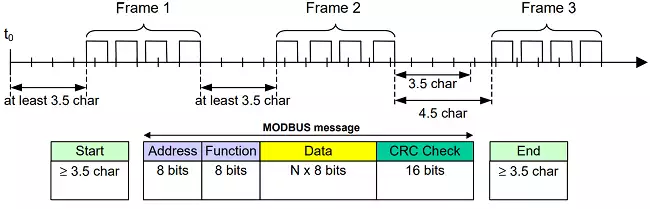 Frame 1 Frame 2 Frame 3
t0
at least 3.5 char at least 3.5 char 3.5 char
4.5 char
MODBUS message
Start Address Function Data CRC Check End
≥ 3.5 char 8 bits 8 bits N x 8 bits 16 bits ≥ 3.5 char